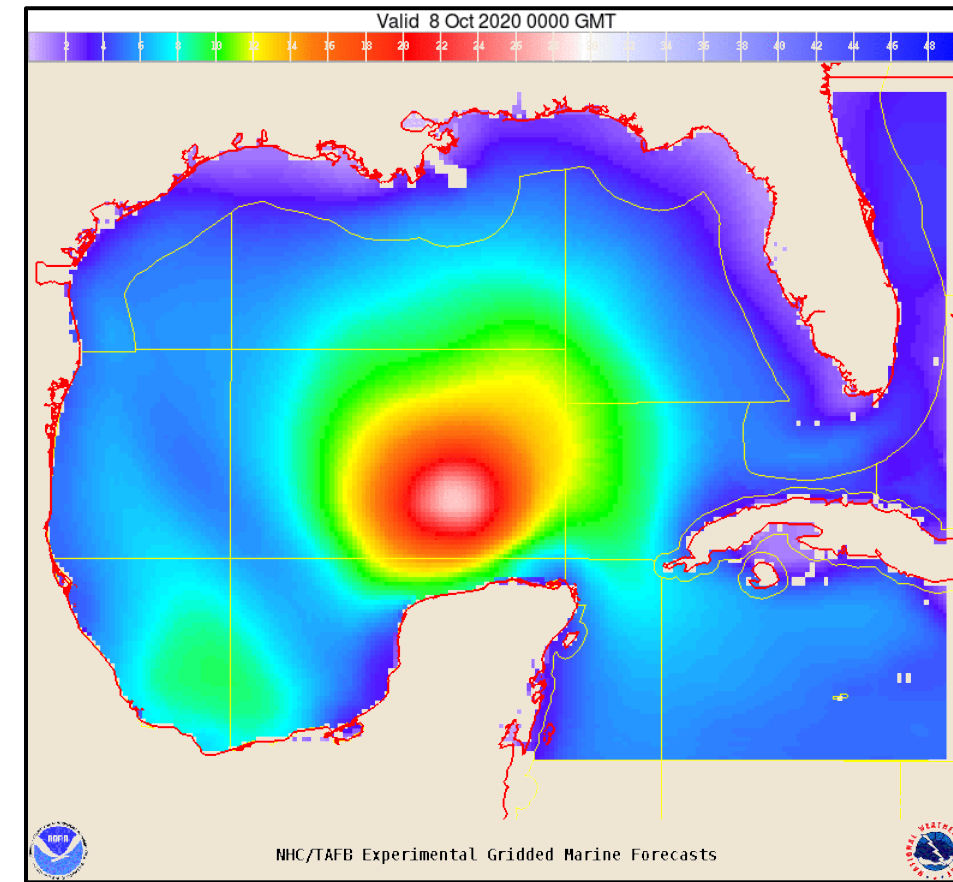 Valid 8 Oct 2020 0000 GMT
2 4 6 8 10 12 14 16 18 20 22 24 26 28 30 32 34 36 38 40 42 44 46 48
NHC/TAFB Experimental Gridded Marine Forecasts
NOAA